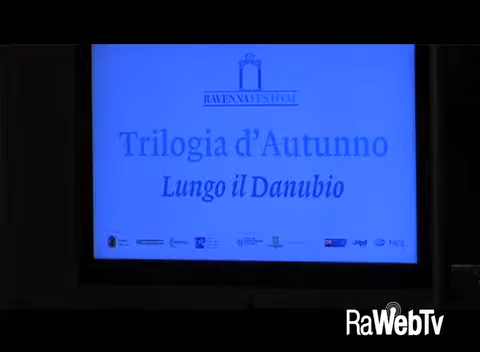 RAVENNA FESTIVAL
Trilogia d'Autunno
Lungo il Danubio
RaWebTv